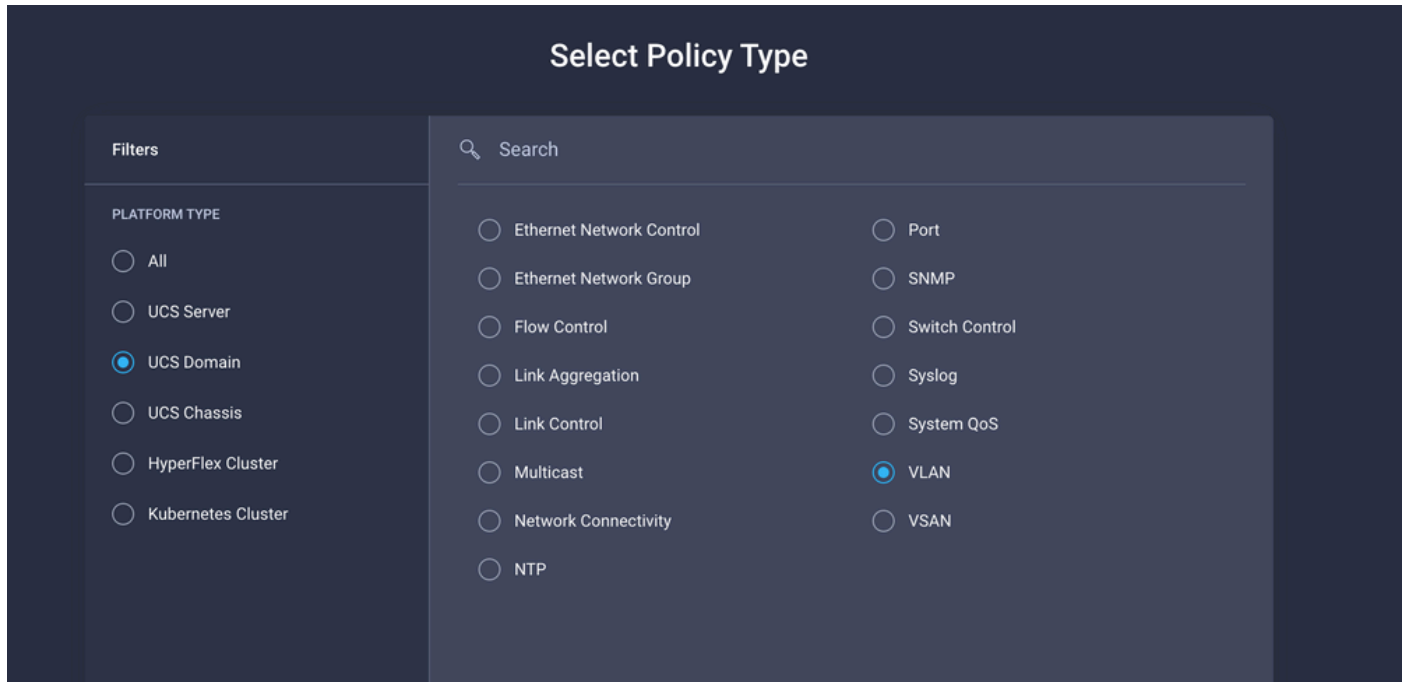 Select Policy Type
Filters
Search
PLATFORM TYPE
All
UCS Server
UCS Domain
UCS Chassis
HyperFlex Cluster
Kubernetes Cluster
Ethernet Network Control
Ethernet Network Group
Flow Control
Link Aggregation
Link Control
Multicast
Network Connectivity
NTP
Port
SNMP
Switch Control
Syslog
System QoS
VLAN
VSAN